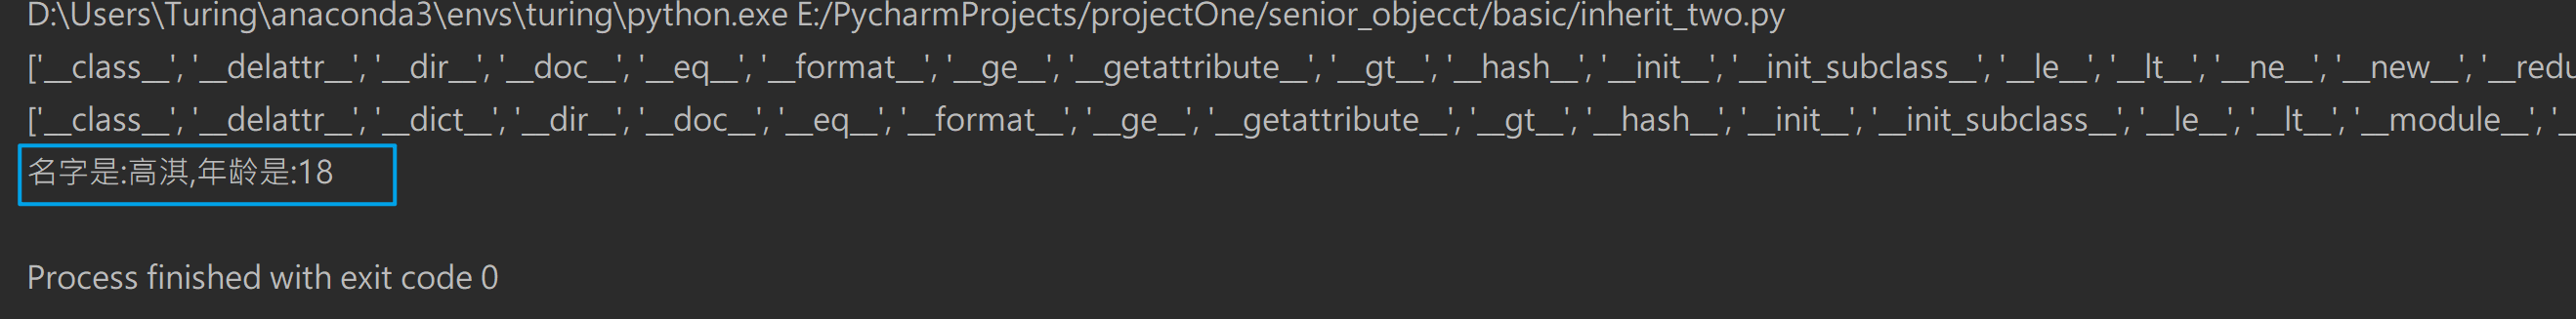 D:\Users\Turing\anaconda3\envs\turing\python.exe E:/PycharmProjects/projectOne/senior_objecct/basic/inherit_two.py
['__class__', '__delattr__', '__dir__', '__doc__', '__eq__', '__format__', '__ge__', '__getattribute__', '__gt__', '__hash__', '__init__', '__init_subclass__', '__le__', '__lt__', '__ne__', '__new__', '__redu
['__class__', '__delattr__', '__dict__', '__dir__', '__doc__', '__eq__', '__format__', '__ge__', '__getattribute__', '__gt__', '__hash__', '__init__', '__init_subclass__', '__le__', '__lt__', '__module__', '_
名字是:高淇,年龄是:18
Process finished with exit code 0